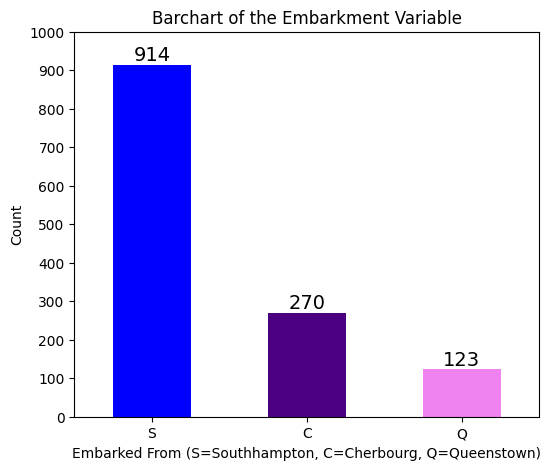 Barchart of the Embarkment Variable
1000
900
800
700
600
500
400
300
200
100
0
Count
914
270
123
S
C
Q
Embarked From (S=Southhampton, C=Cherbourg, Q=Queenstown)